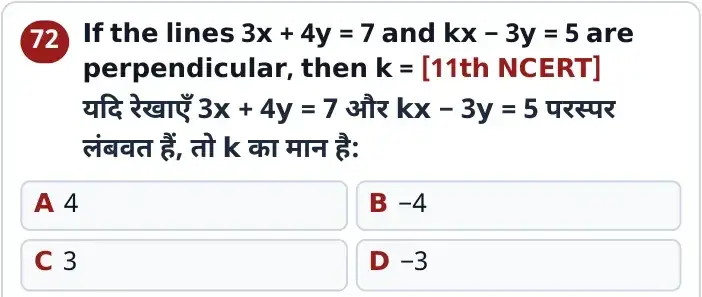 72 If the lines 3x + 4y = 7 and kx − 3y = 5 are
perpendicular, then k = [11th NCERT]
यदि रेखाएँ 3x + 4y = 7 और kx − 3y = 5 परस्पर
लंबवत हैं, तो k का मान है:
A 4
B −4
C 3
D −3